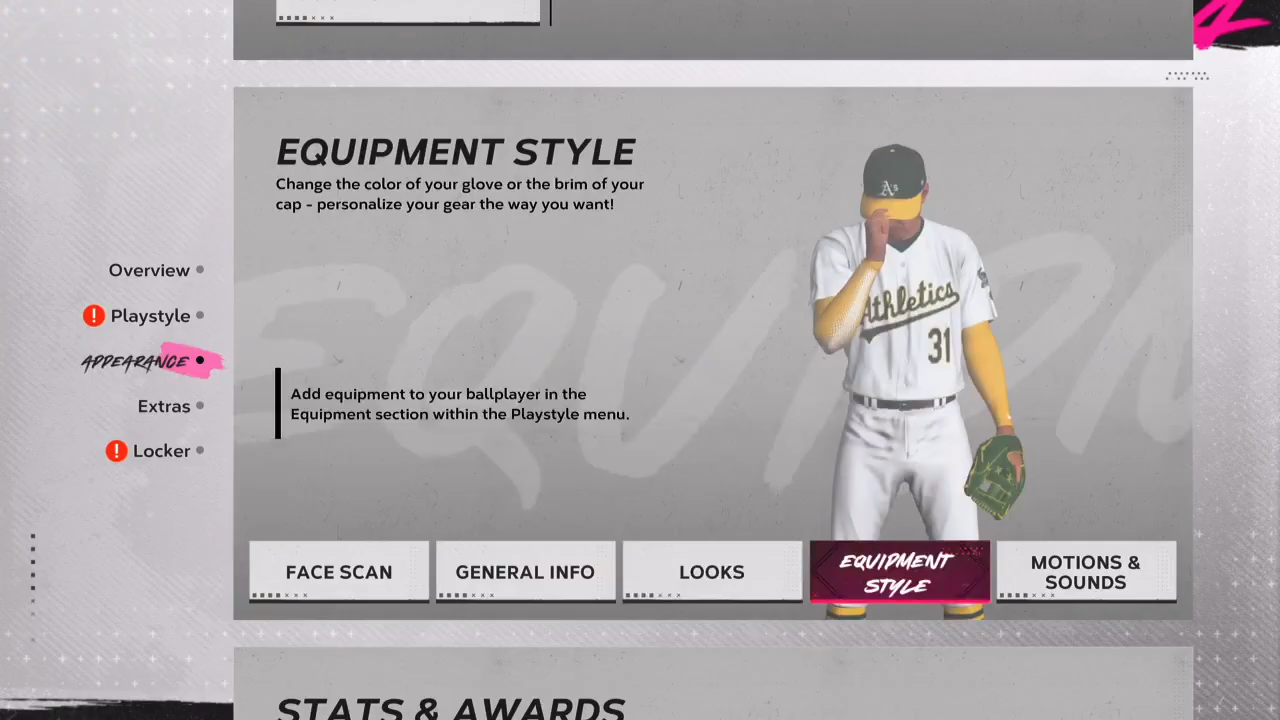 EQUIPMENT STYLE
Change the color of your glove or the brim of your
cap - personalize your gear the way you want!
A's
Athletics
31
Overview
! Playstyle
APPEARANCE
Extras
! Locker
Add equipment to your ballplayer in the
Equipment section within the Playstyle menu.
EQUIPM
FACE SCAN
GENERAL INFO
LOOKS
EQUIPMENT
STYLE
MOTIONS &
SOUNDS
STATS & AWARDS